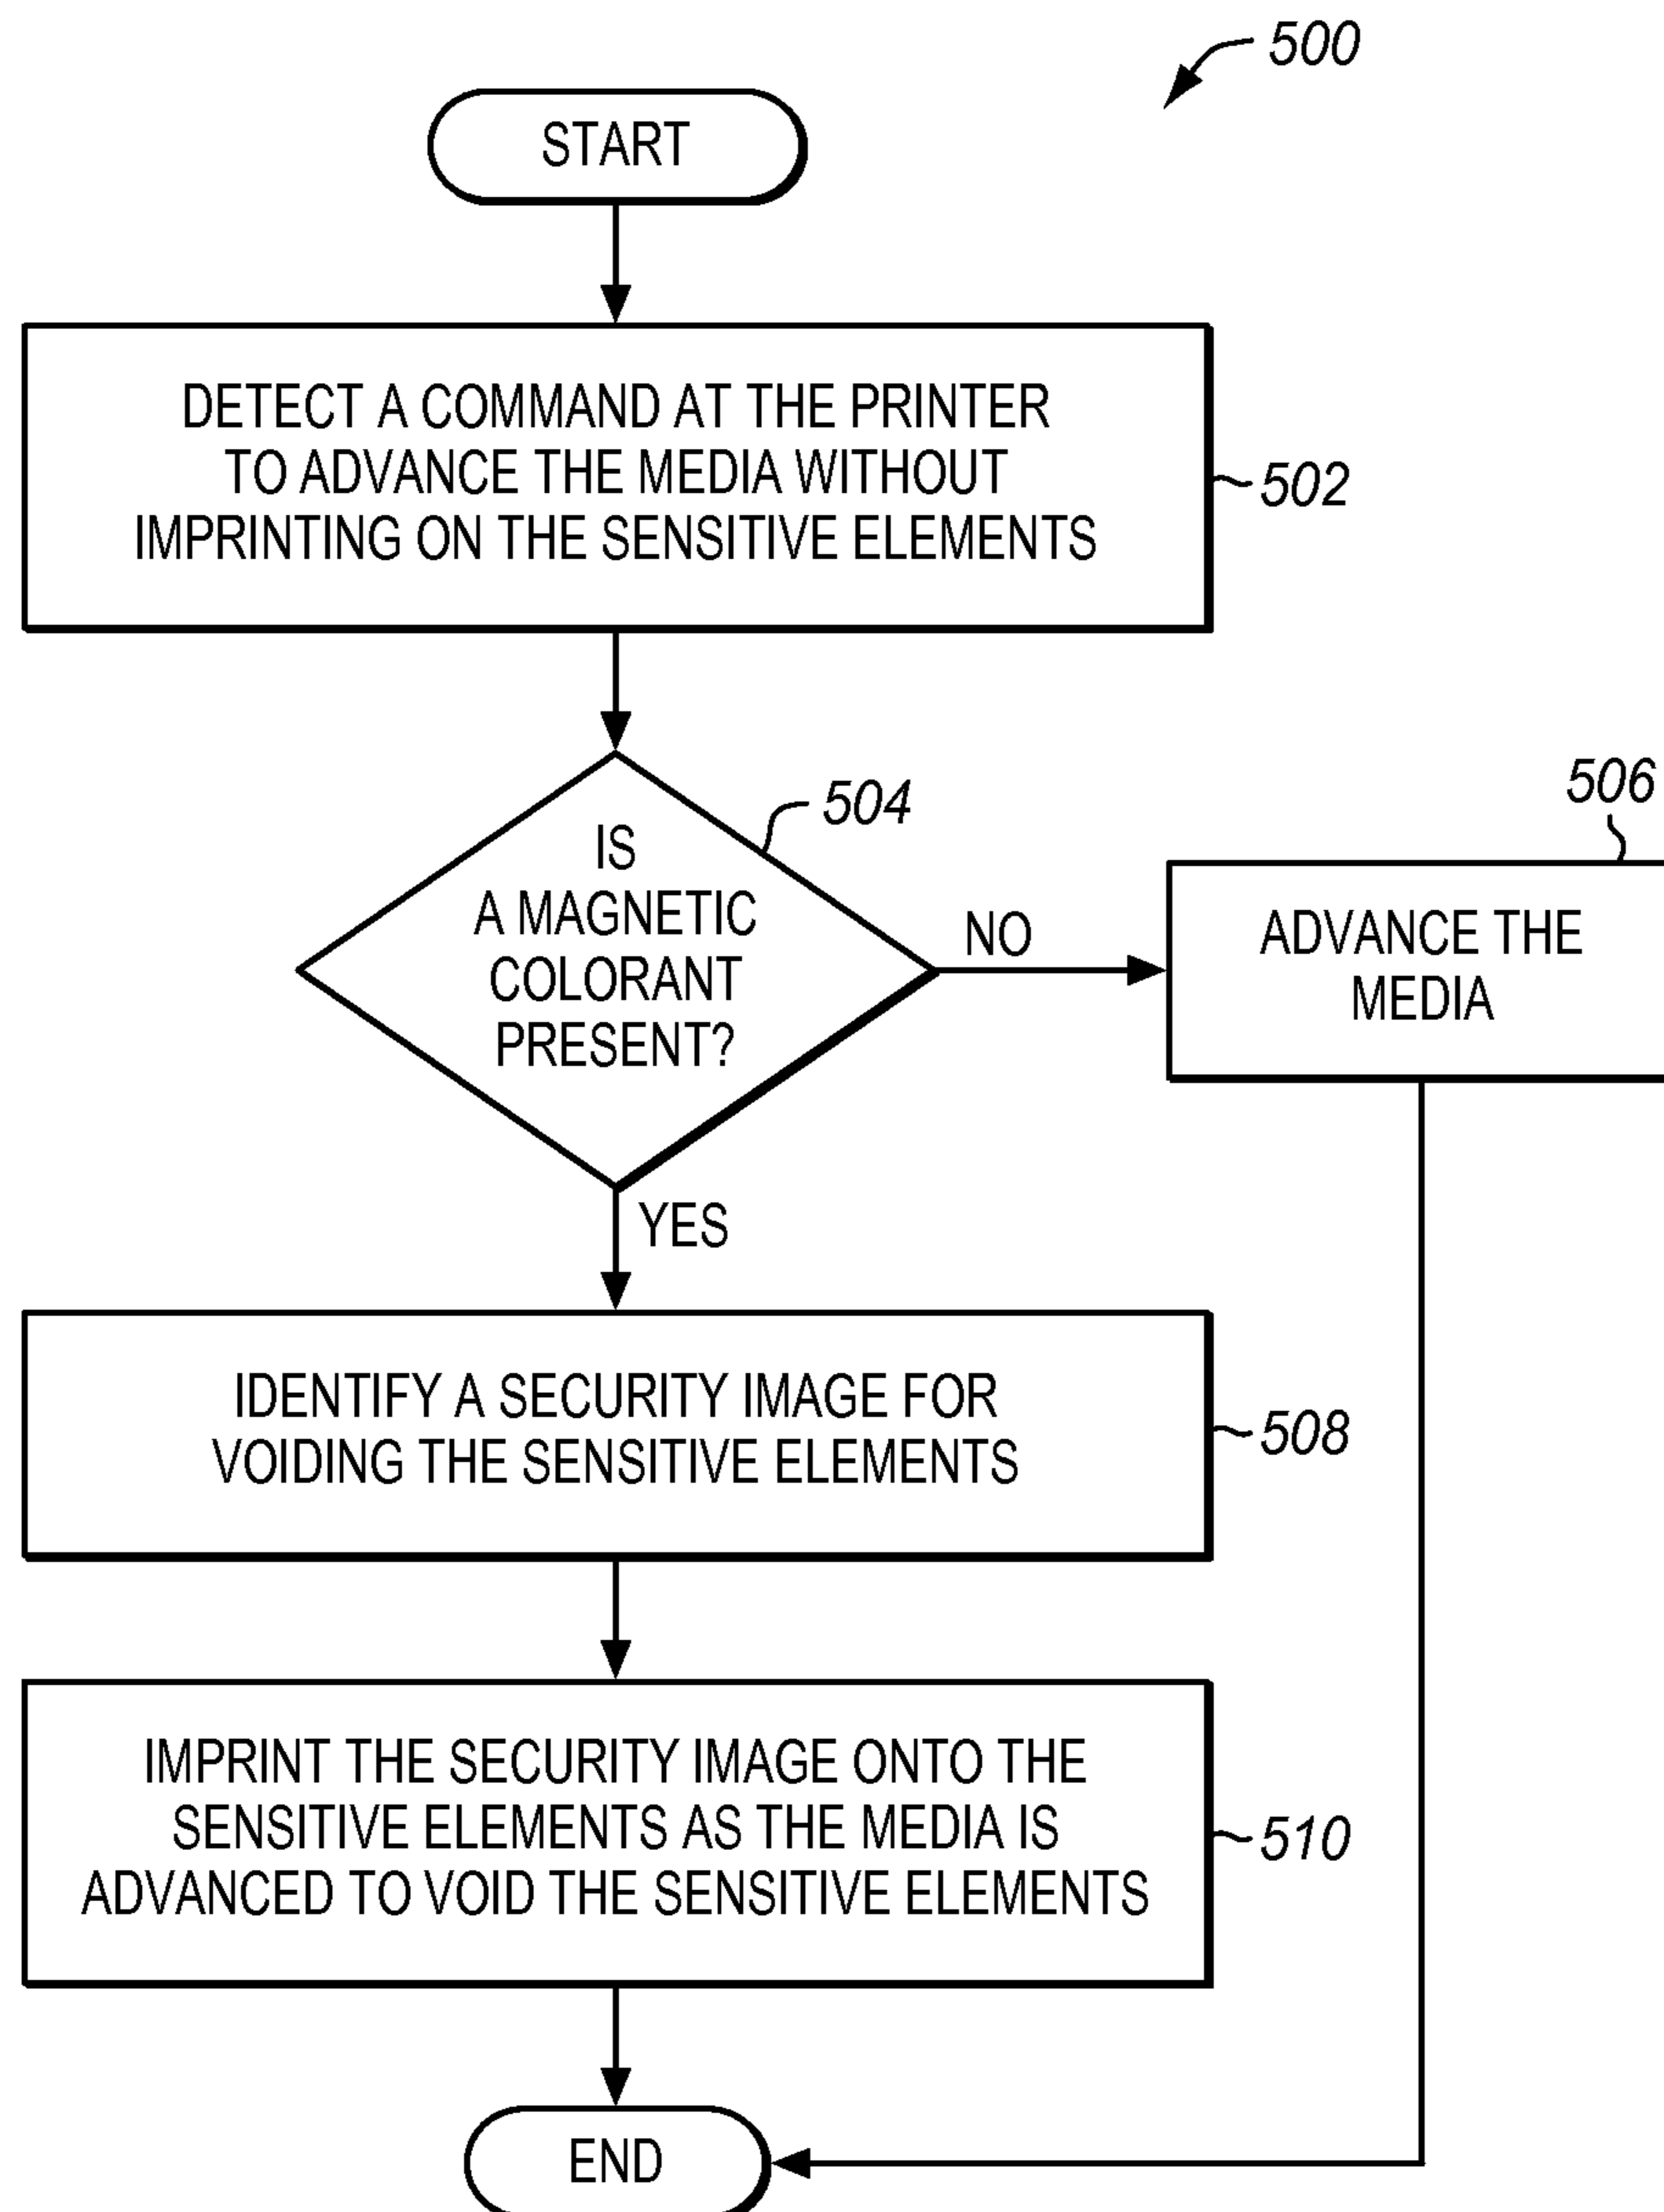 500
START
DETECT A COMMAND AT THE PRINTER
TO ADVANCE THE MEDIA WITHOUT
IMPRINTING ON THE SENSITIVE ELEMENTS
502
504
IS
A MAGNETIC
COLORANT
PRESENT?
NO
506
ADVANCE THE
MEDIA
YES
IDENTIFY A SECURITY IMAGE FOR
VOIDING THE SENSITIVE ELEMENTS
508
IMPRINT THE SECURITY IMAGE ONTO THE
SENSITIVE ELEMENTS AS THE MEDIA IS
ADVANCED TO VOID THE SENSITIVE ELEMENTS
510
END